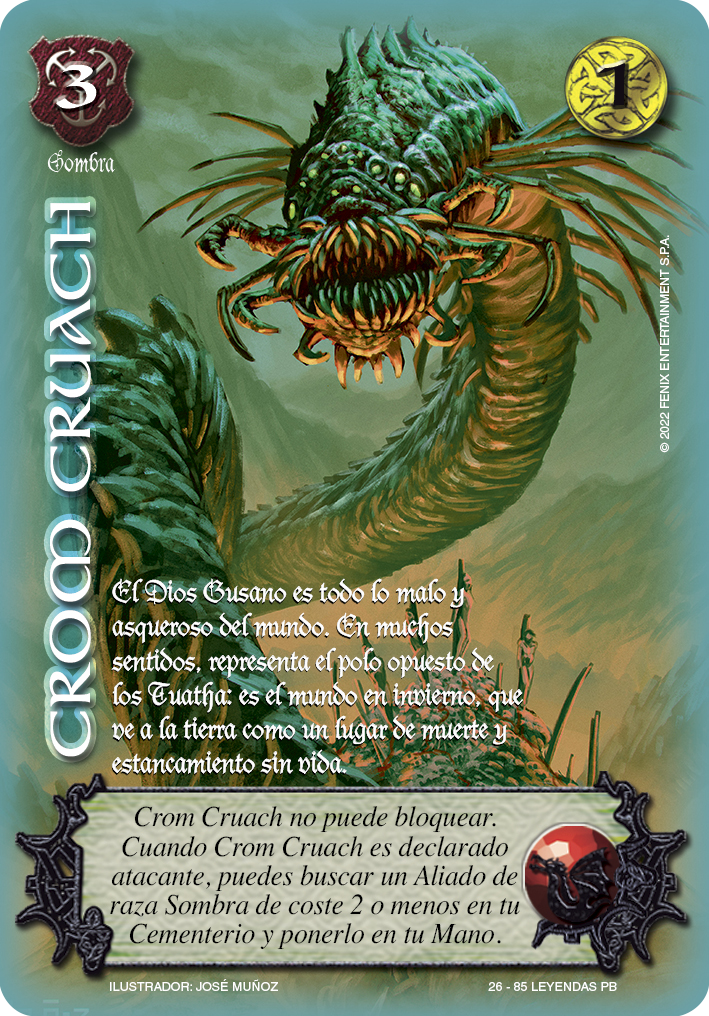 3
1
Sombra
CROM CRUACH
© 2022 FENIX ENTERTAINMENT S.P.A.
El Dios Gusano es todo lo malo y
asqueroso del mundo. En muchos
sentidos, representa el polo opuesto de
los Tuatha: es el mundo en invierno, que
ve a la tierra como un lugar de muerte y
estancamiento sin vida.
Crom Cruach no puede bloquear.
Cuando Crom Cruach es declarado
atacante, puedes buscar un Aliado de
raza Sombra de coste 2 o menos en tu
Cementerio y ponerlo en tu Mano.
ILUSTRADOR: JOSÉ MUÑOZ
26 - 85 LEYENDAS PB